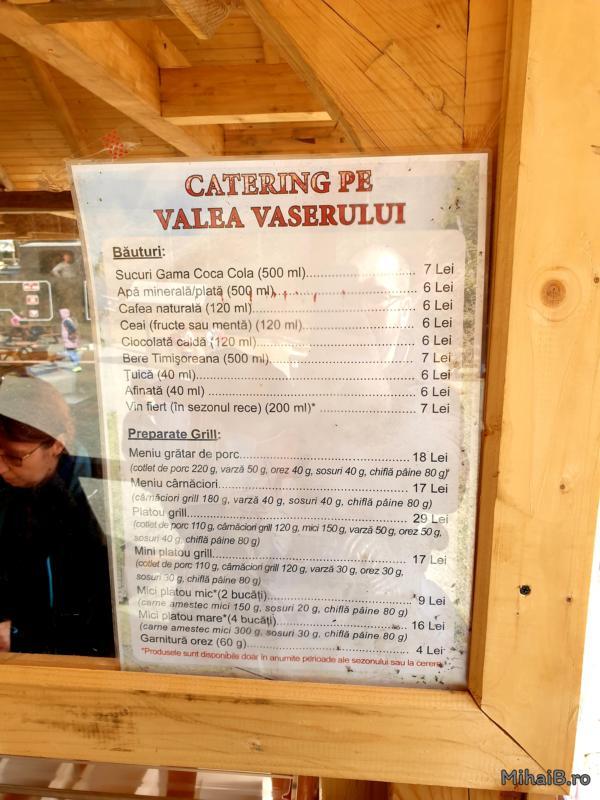 CATERING PE
VALEA VASERULUI
Băuturi:
Sucuri Gama Coca Cola (500 ml)........................... 7 Lei
Apă minerală/plată (500 ml)................................... 6 Lei
Cafea naturală (120 ml)......................................... 6 Lei
Ceai (fructe sau mentă) (120 ml)............................ 6 Lei
Ciocolată caldă (120 ml)........................................ 6 Lei
Bere Timişoreana (500 ml)..................................... 7 Lei
Ţuică (40 ml)......................................................... 6 Lei
Afinată (40 ml) ...................................................... 6 Lei
Vin fiert (în sezonul rece) (200 ml)*........................ 7 Lei
Preparate Grill:
Meniu grătar de porc............................................ 18 Lei
(cotlet de porc 220 g, varză 50 g, orez 40 g, sosuri 40 g, chiflă pâine 80 g)*
Meniu cârnăciori................................................... 17 Lei
(cârnăciori grill 180 g, varză 40 g, sosuri 40 g, chiflă pâine 80 g)
Platou grill............................................................ 29 Lei
(cotlet de porc 110 g, cârnăciori grill 120 g, mici 150 g, varză 50 g, orez 50 g,
sosuri 40 g, chiflă pâine 80 g)
Mini platou grill..................................................... 17 Lei
(cotlet de porc 110 g, cârnăciori grill 120 g, varză 30 g, orez 30 g,
sosuri 30 g, chiflă pâine 80 g)
Mici platou mic*(2 bucăți)..................................... 9 Lei
(carne amestec mici 150 g, sosuri 20 g, chiflă pâine 80 g)
Mici platou mare*(4 bucăți).................................. 16 Lei
(carne amestec mici 300 g, sosuri 30 g, chiflă pâine 80 g)
Garnitură orez (60 g)............................................ 4 Lei
*Produsele sunt disponibile doar în anumite perioade ale sezonului sau la cerere
MihaiB.ro